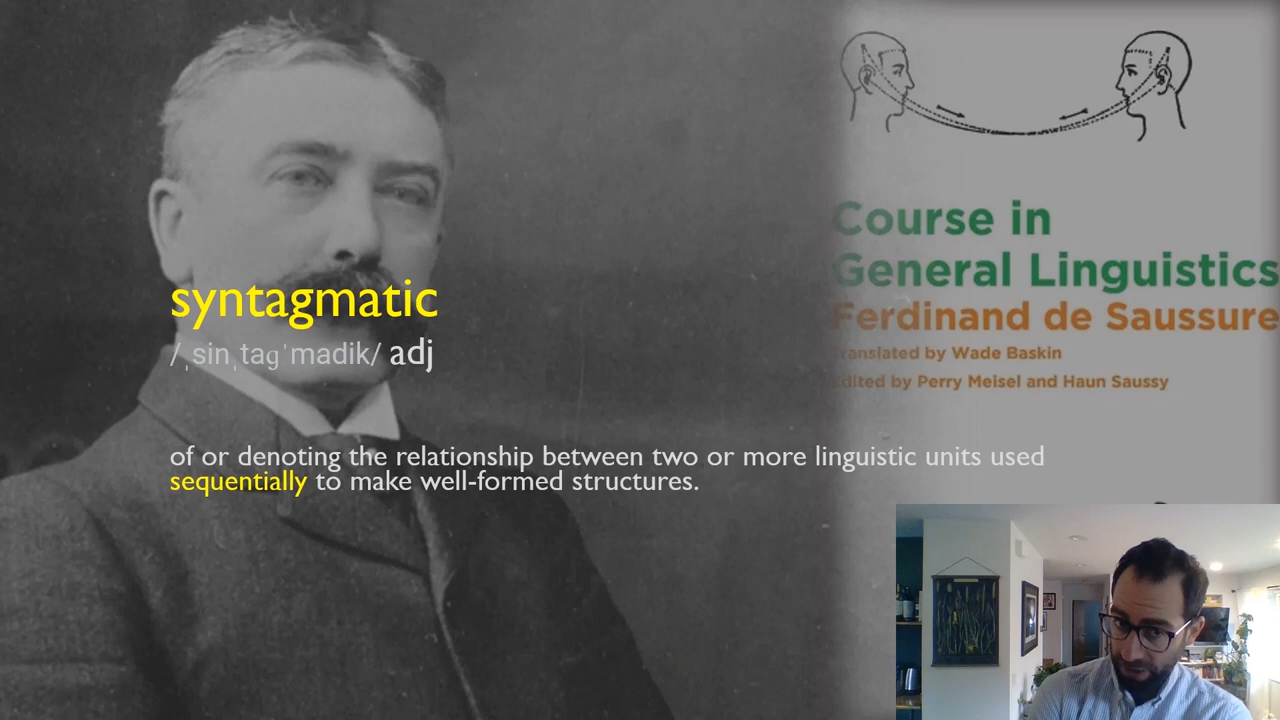 Course in
General Linguistics
Ferdinand de Saussure
Translated by Wade Baskin
Edited by Perry Meisel and Haun Saussy
syntagmatic
/ˌsinˌtaɡˈmadik/ adj
of or denoting the relationship between two or more linguistic units used
sequentially to make well-formed structures.